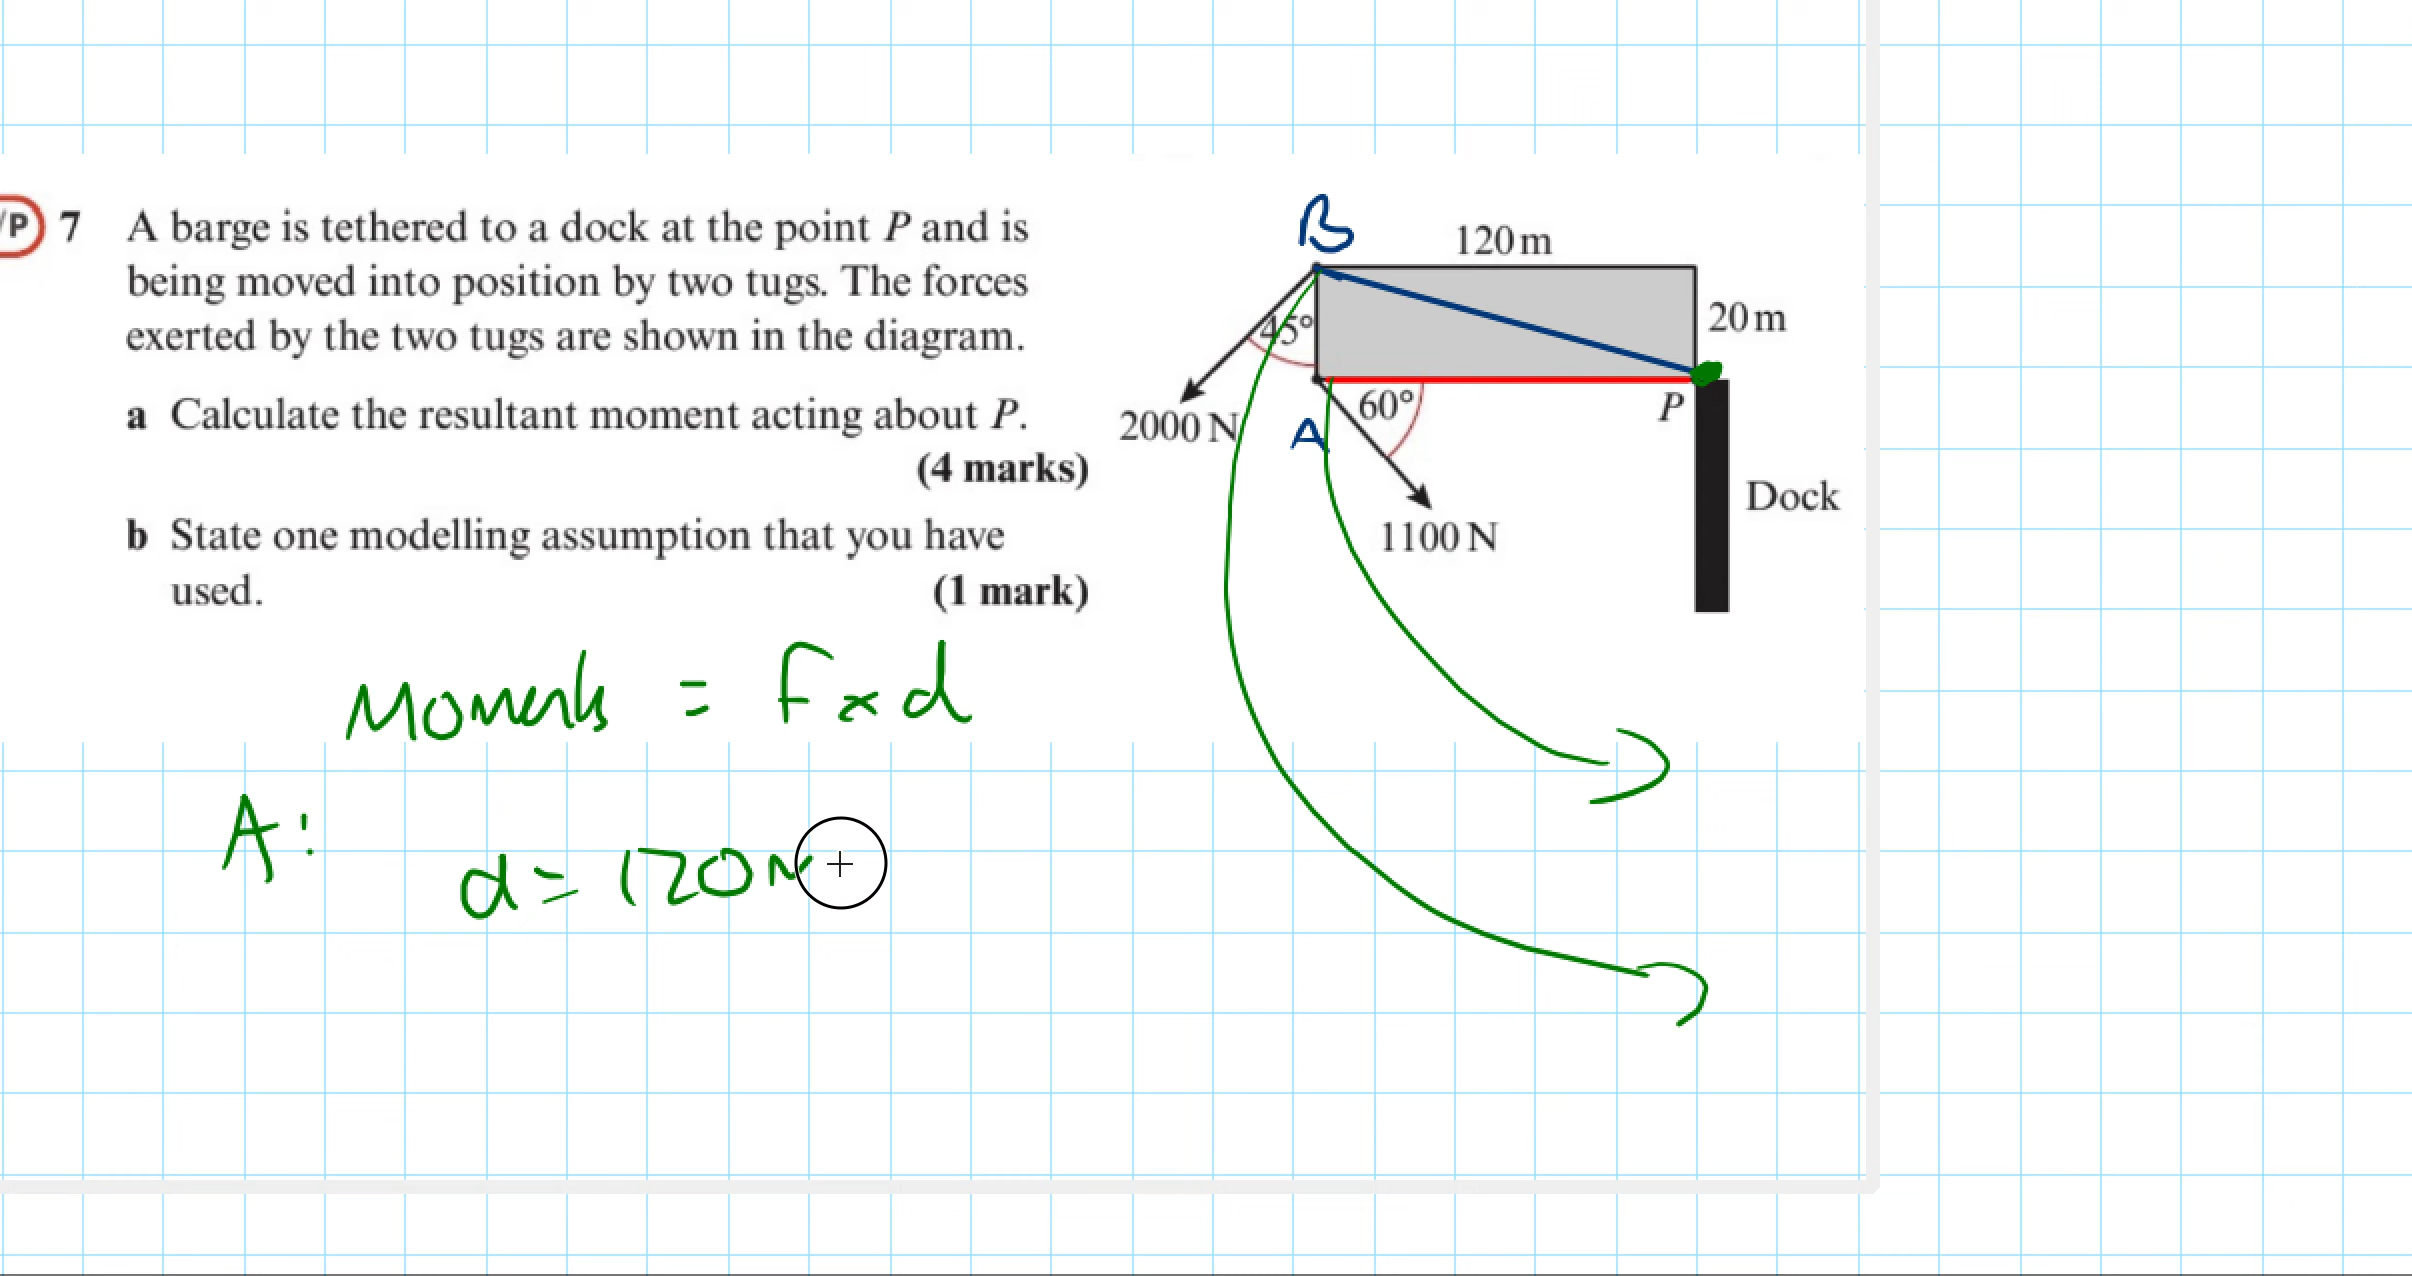 /P 7 A barge is tethered to a dock at the point P and is
being moved into position by two tugs. The forces
exerted by the two tugs are shown in the diagram.
a Calculate the resultant moment acting about P.
(4 marks)
b State one modelling assumption that you have
used. (1 mark)
B
120 m
20 m
45°
60°
P
2000 N
A
1100 N
Dock
Moments = F × d
A:
d = 120m